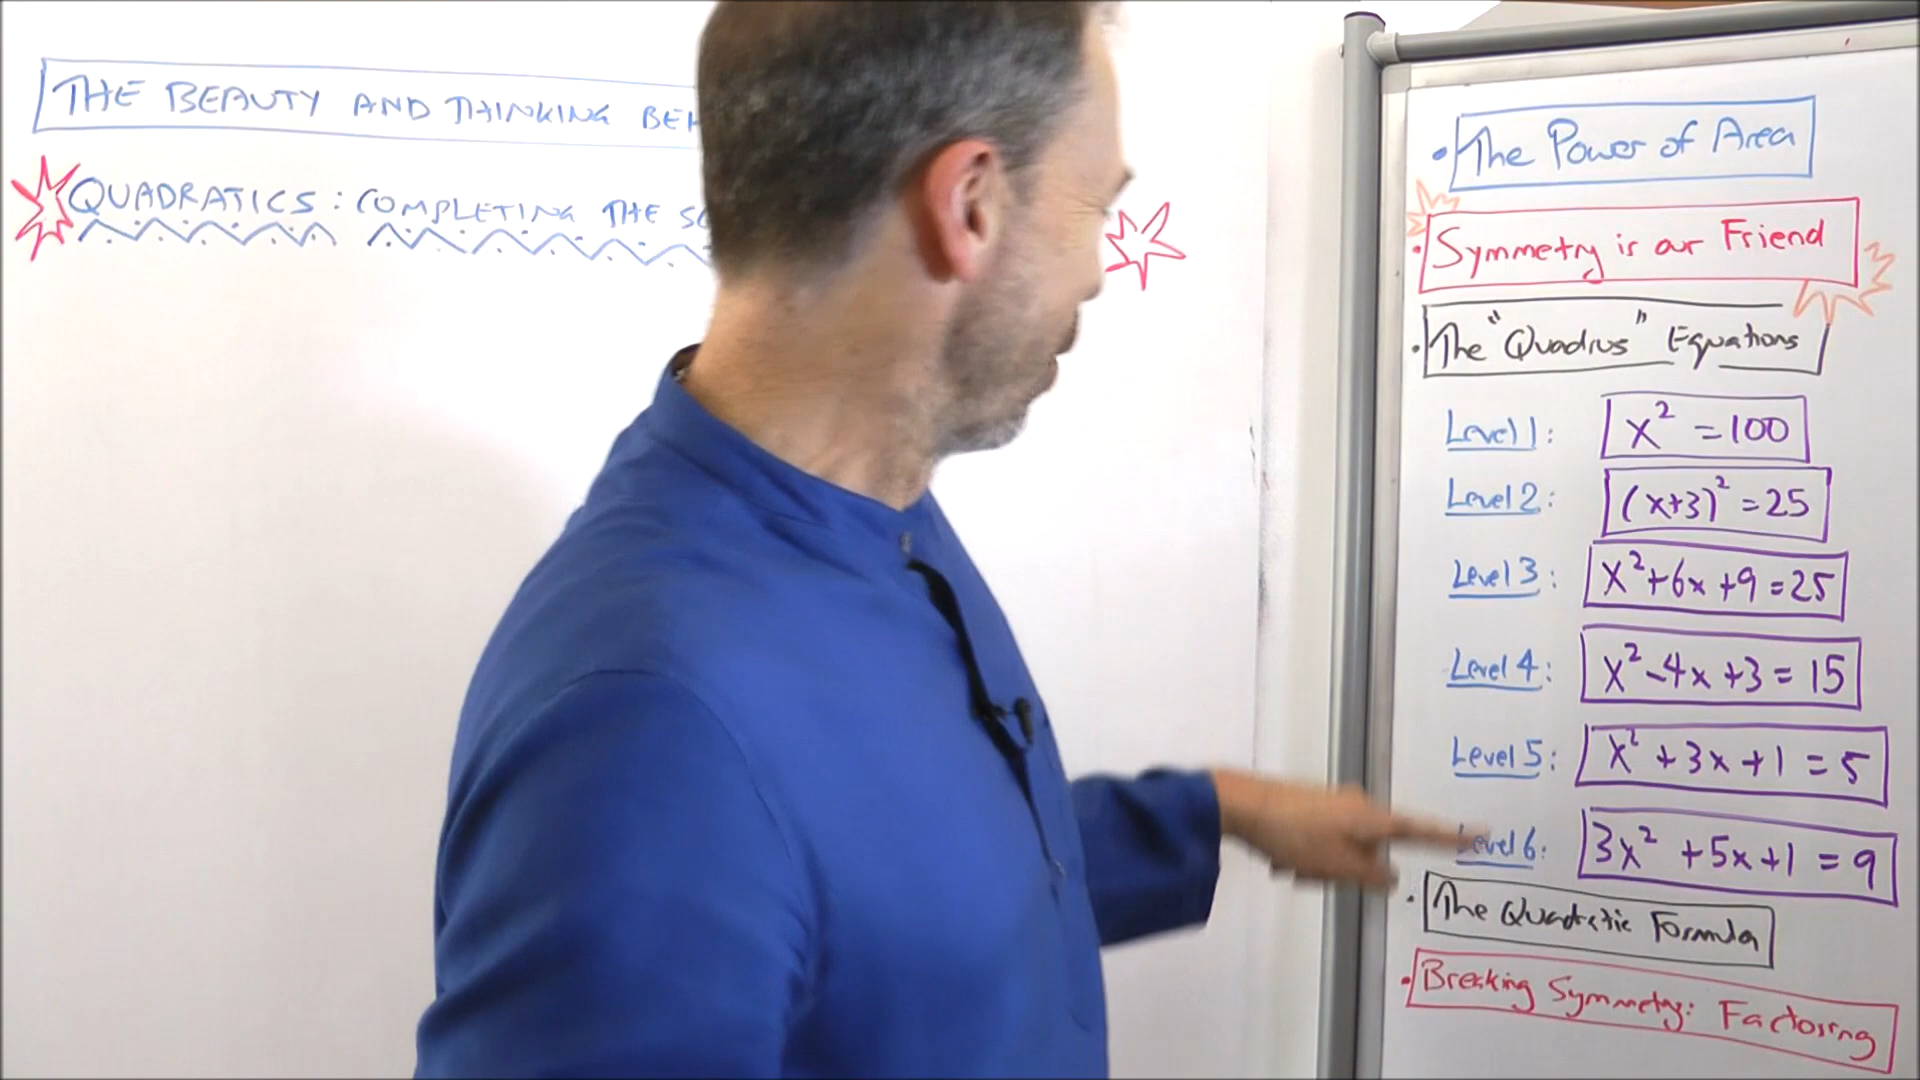 THE BEAUTY AND THINKING BEH
QUADRATICS: COMPLETING THE SQ
• The Power of Area
• Symmetry is our Friend
• The "Quadrus" Equations
Level 1: x² = 100
Level 2: (x+3)² = 25
Level 3: x²+6x+9=25
Level 4: x²-4x+3=15
Level 5: x²+3x+1=5
Level 6: 3x²+5x+1=9
• The Quadratic Formula
• Breaking Symmetry: Factoring